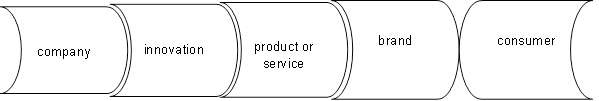 company
innovation
product or
service
brand
consumer